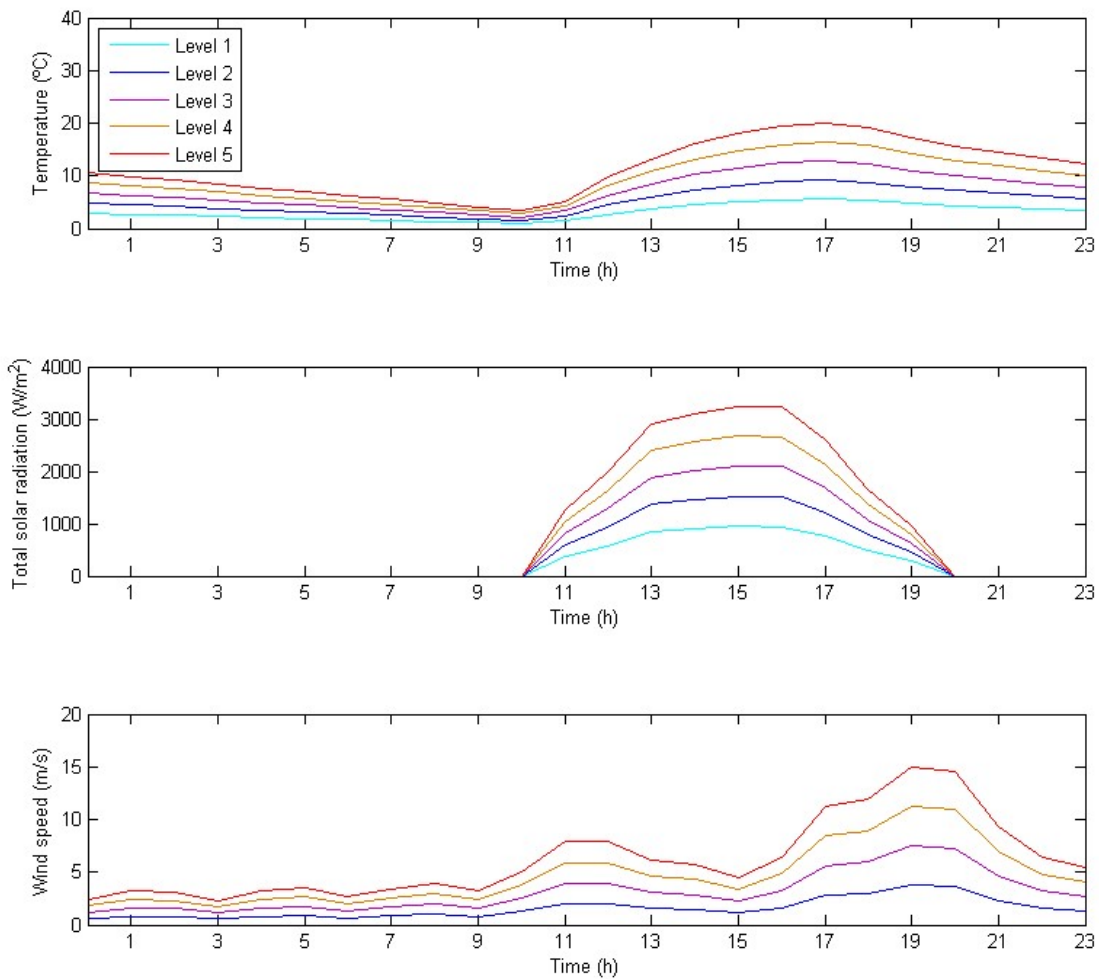 Temperature (ºC)
40
30
20
10
0
Level 1
Level 2
Level 3
Level 4
Level 5
1 3 5 7 9 11 13 15 17 19 21 23
Time (h)
Total solar radiation (W/m²)
4000
3000
2000
1000
0
1 3 5 7 9 11 13 15 17 19 21 23
Time (h)
Wind speed (m/s)
20
15
10
5
0
1 3 5 7 9 11 13 15 17 19 21 23
Time (h)